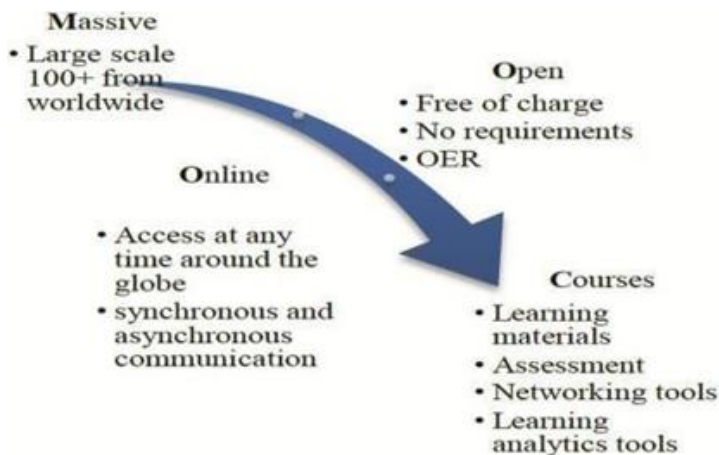 Massive
• Large scale
100+ from
worldwide
Open
• Free of charge
• No requirements
• OER
Online
• Access at any
time around the
globe
• synchronous and
asynchronous
communication
Courses
• Learning
materials
• Assessment
• Networking tools
• Learning
analytics tools